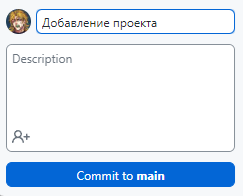 Добавление проекта
Description
Commit to main